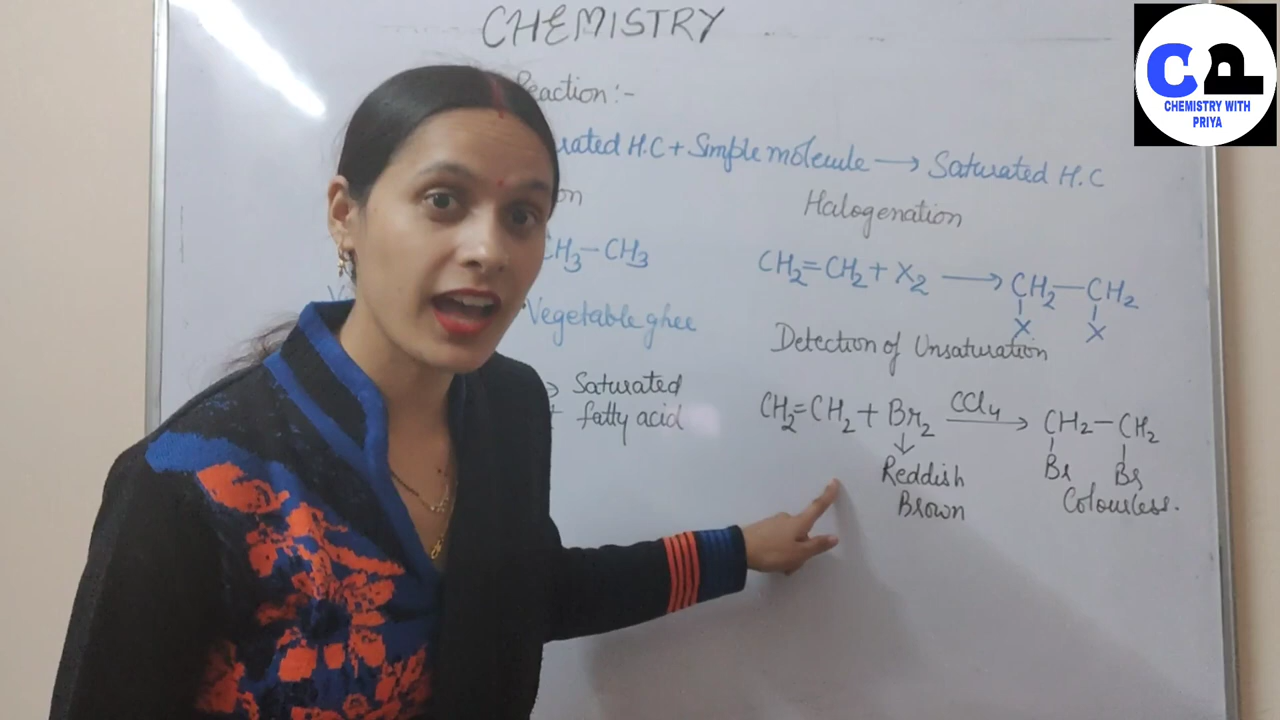 CHEMISTRY
CP
CHEMISTRY WITH
PRIYA
Reaction :-
H.C + Simple molecule → Saturated H.C
Halogenation
CH3-CH3
CH2=CH2 + X2 → CH2-CH2
X X
Vegetable ghee
Detection of Unsaturation
→ Saturated
fatty acid
CH2=CH2 + Br2 CCl4 → CH2-CH2
↓ Br Br
Reddish Colourless.
Brown